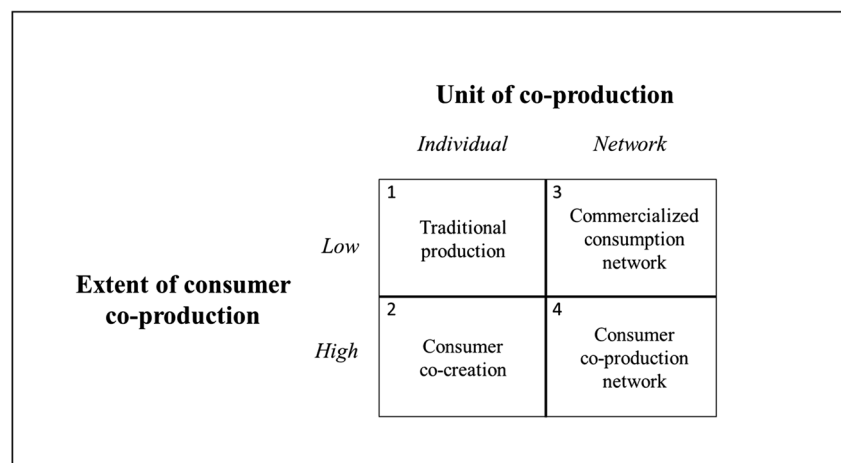 Unit of co-production
Individual
Network
1
Traditional
production
3
Commercialized
consumption
network
Low
Extent of consumer
co-production
High
2
Consumer
co-creation
4
Consumer
co-production
network